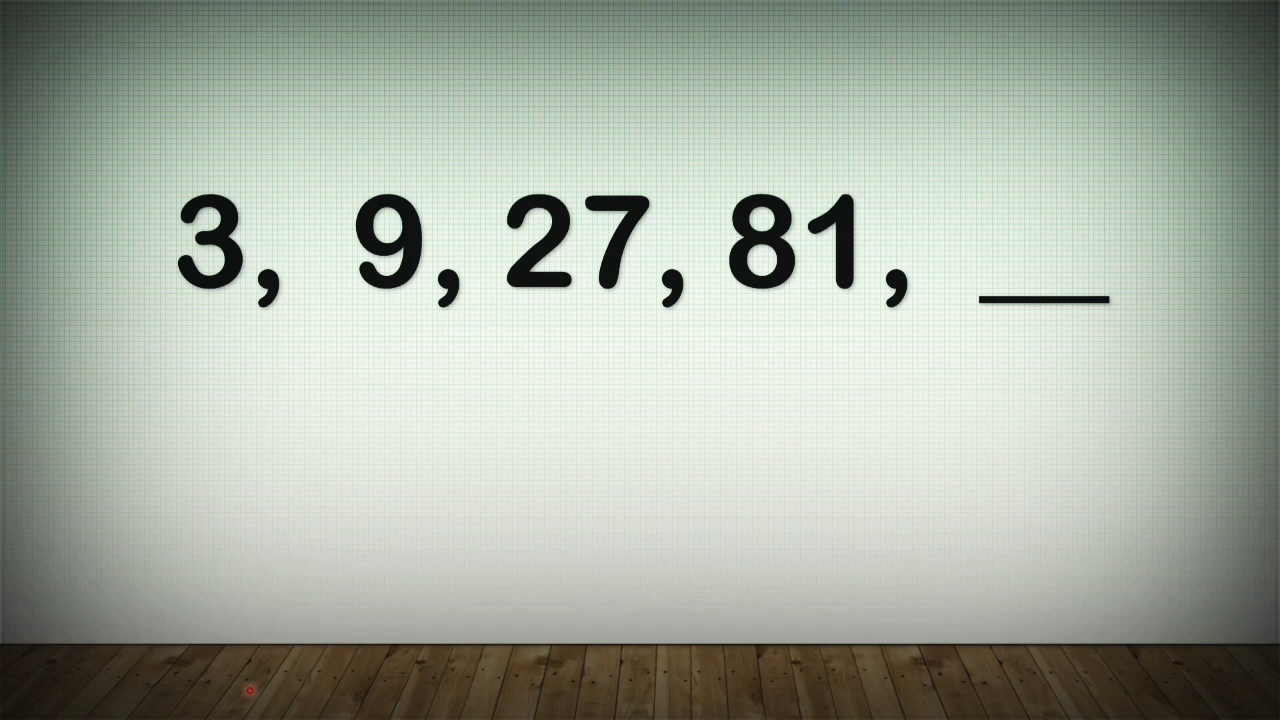 3, 9, 27, 81, __